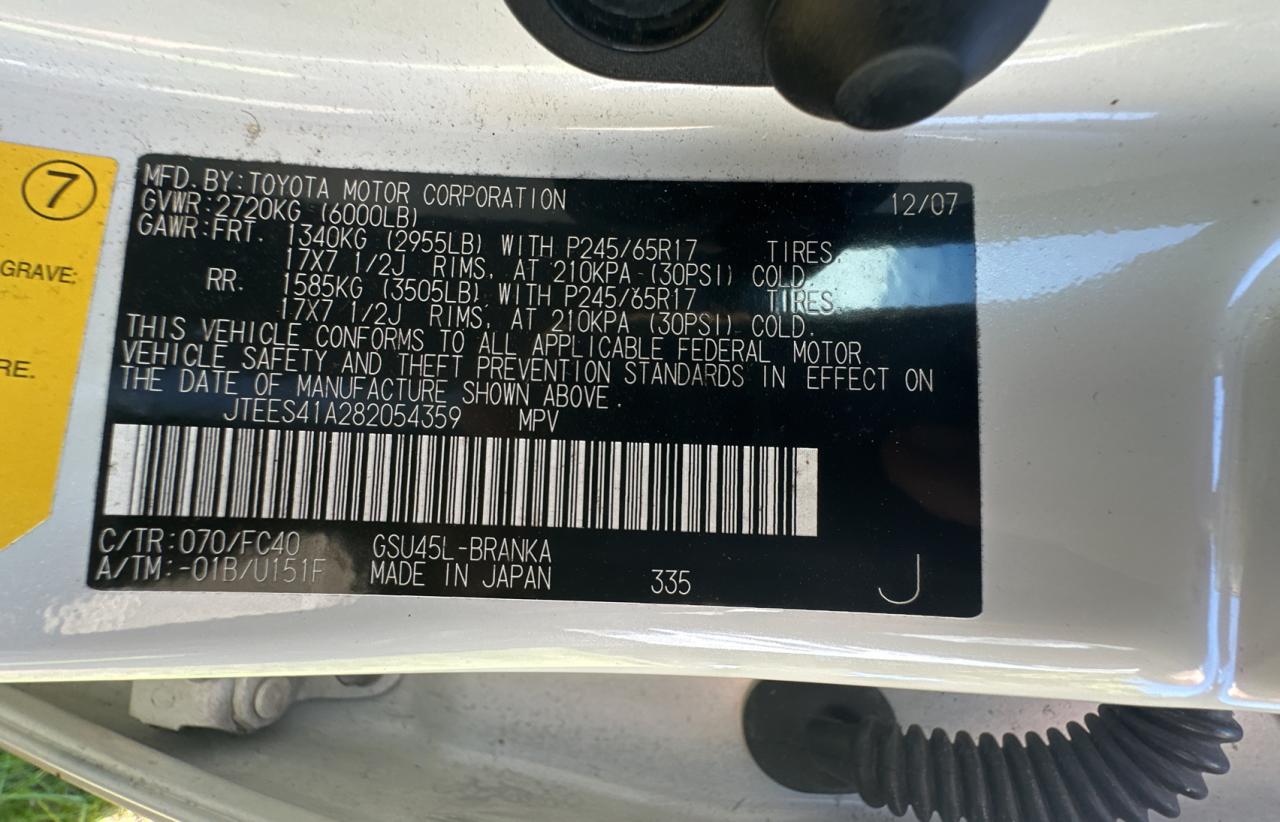 7
GRAVE;
RE.
MFD. BY: TOYOTA MOTOR CORPORATION 12/07
GVWR: 2720KG (6000LB)
GAWR: FRT. 1340KG (2955LB) WITH P245/65R17 TIRES,
17X7 1/2J RIMS, AT 210KPA (30PSI) COLD.
RR. 1585KG (3505LB) WITH P245/65R17 TIRES,
17X7 1/2J RIMS, AT 210KPA (30PSI) COLD.
THIS VEHICLE CONFORMS TO ALL APPLICABLE FEDERAL MOTOR
VEHICLE SAFETY AND THEFT PREVENTION STANDARDS IN EFFECT ON
THE DATE OF MANUFACTURE SHOWN ABOVE.
JTEES41A282054359 MPV
C/TR: 070/FC40 GSU45L-BRANKA
A/TM: -01B/U151F MADE IN JAPAN 335 J